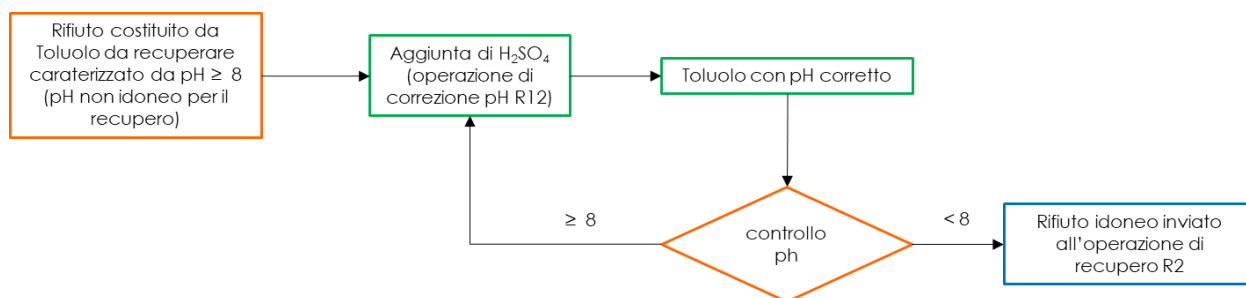 Rifiuto costituito da
Toluolo da recuperare
caraterizzato da pH ≥ 8
(pH non idoneo per il
recupero)
Aggiunta di H₂SO₄
(operazione di
correzione pH R12)
Toluolo con pH corretto
≥ 8
controllo
ph
< 8
Rifiuto idoneo inviato
all'operazione di
recupero R2